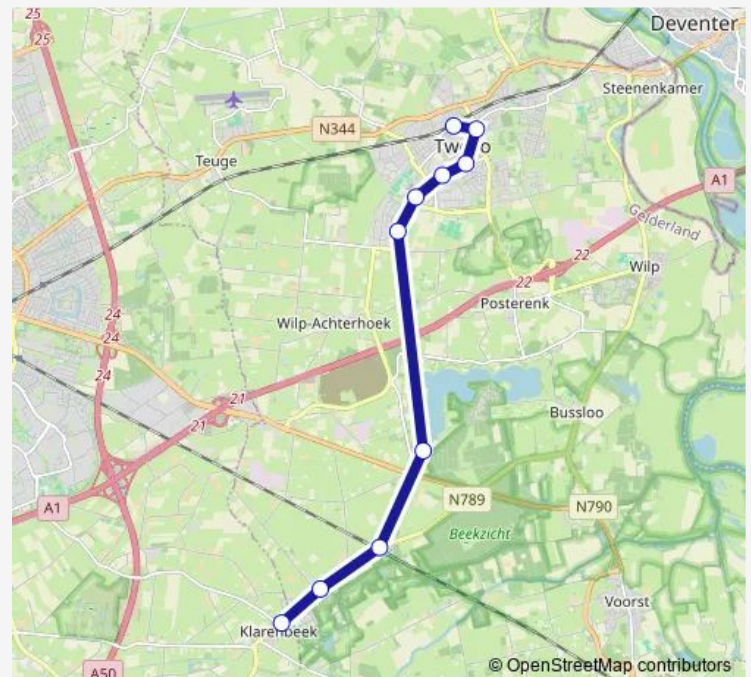 25
25
Deventer
Steenenkamer
N344
Teuge
A1
Gelderland
22
22
Wilp
Posterenk
24
24
24
Wilp-Achterhoek
21
21
Bussloo
A1
N789
N790
Beekzicht
Voorst
Klarenbeek
A50
© OpenStreetMap contributors